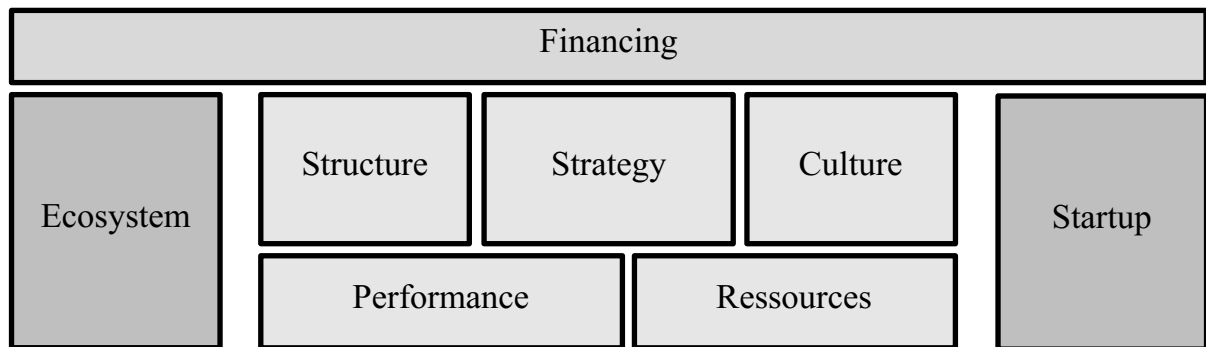 Financing
Structure
Strategy
Culture
Ecosystem
Startup
Performance
Ressources